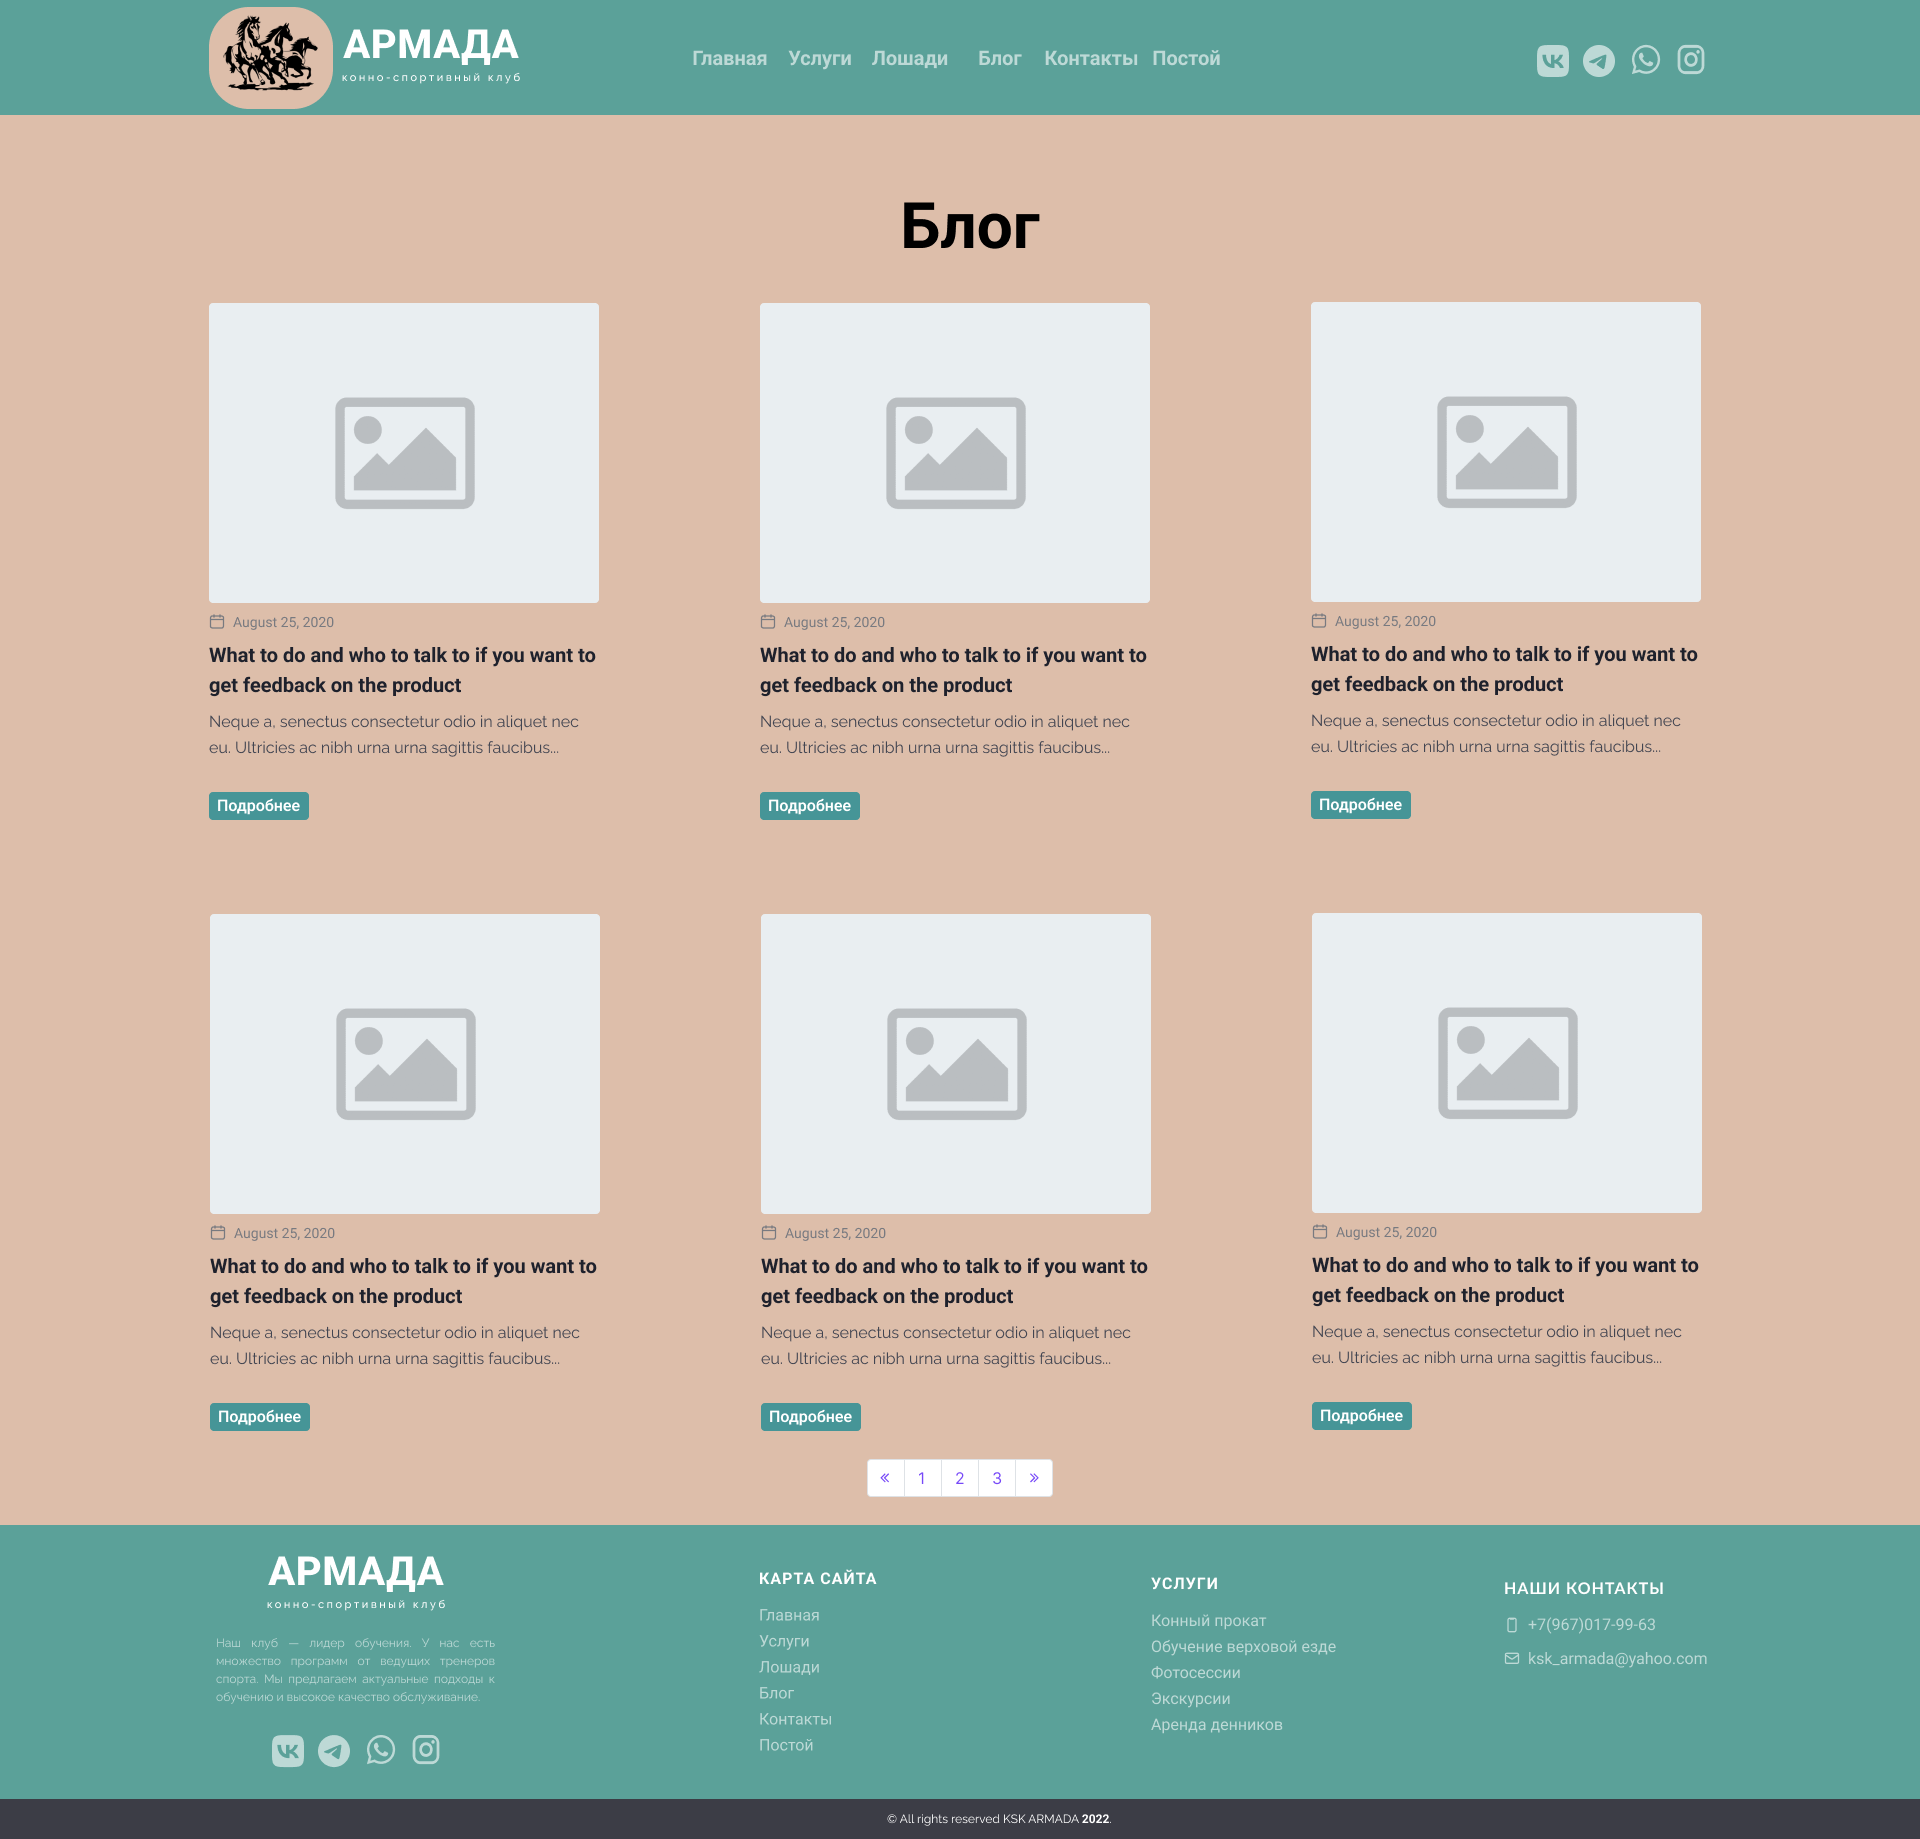 АРМАДА
конно-спортивный клуб
Главная Услуги Лошади Блог Контакты Постой
Блог
August 25, 2020
What to do and who to talk to if you want to
get feedback on the product
Neque a, senectus consectetur odio in aliquet nec
eu. Ultricies ac nibh urna urna sagittis faucibus...
Подробнее
August 25, 2020
What to do and who to talk to if you want to
get feedback on the product
Neque a, senectus consectetur odio in aliquet nec
eu. Ultricies ac nibh urna urna sagittis faucibus...
Подробнее
August 25, 2020
What to do and who to talk to if you want to
get feedback on the product
Neque a, senectus consectetur odio in aliquet nec
eu. Ultricies ac nibh urna urna sagittis faucibus...
Подробнее
August 25, 2020
What to do and who to talk to if you want to
get feedback on the product
Neque a, senectus consectetur odio in aliquet nec
eu. Ultricies ac nibh urna urna sagittis faucibus...
Подробнее
August 25, 2020
What to do and who to talk to if you want to
get feedback on the product
Neque a, senectus consectetur odio in aliquet nec
eu. Ultricies ac nibh urna urna sagittis faucibus...
Подробнее
August 25, 2020
What to do and who to talk to if you want to
get feedback on the product
Neque a, senectus consectetur odio in aliquet nec
eu. Ultricies ac nibh urna urna sagittis faucibus...
Подробнее
« 1 2 3 »
АРМАДА
конно-спортивный клуб
Наш клуб — лидер обучения. У нас есть
множество программ от ведущих тренеров
спорта. Мы предлагаем актуальные подходы к
обучению и высокое качество обслуживание.
КАРТА САЙТА
Главная
Услуги
Лошади
Блог
Контакты
Постой
УСЛУГИ
Конный прокат
Обучение верховой езде
Фотосессии
Экскурсии
Аренда денников
НАШИ КОНТАКТЫ
+7(967)017-99-63
ksk_armada@yahoo.com
© All rights reserved KSK ARMADA 2022.